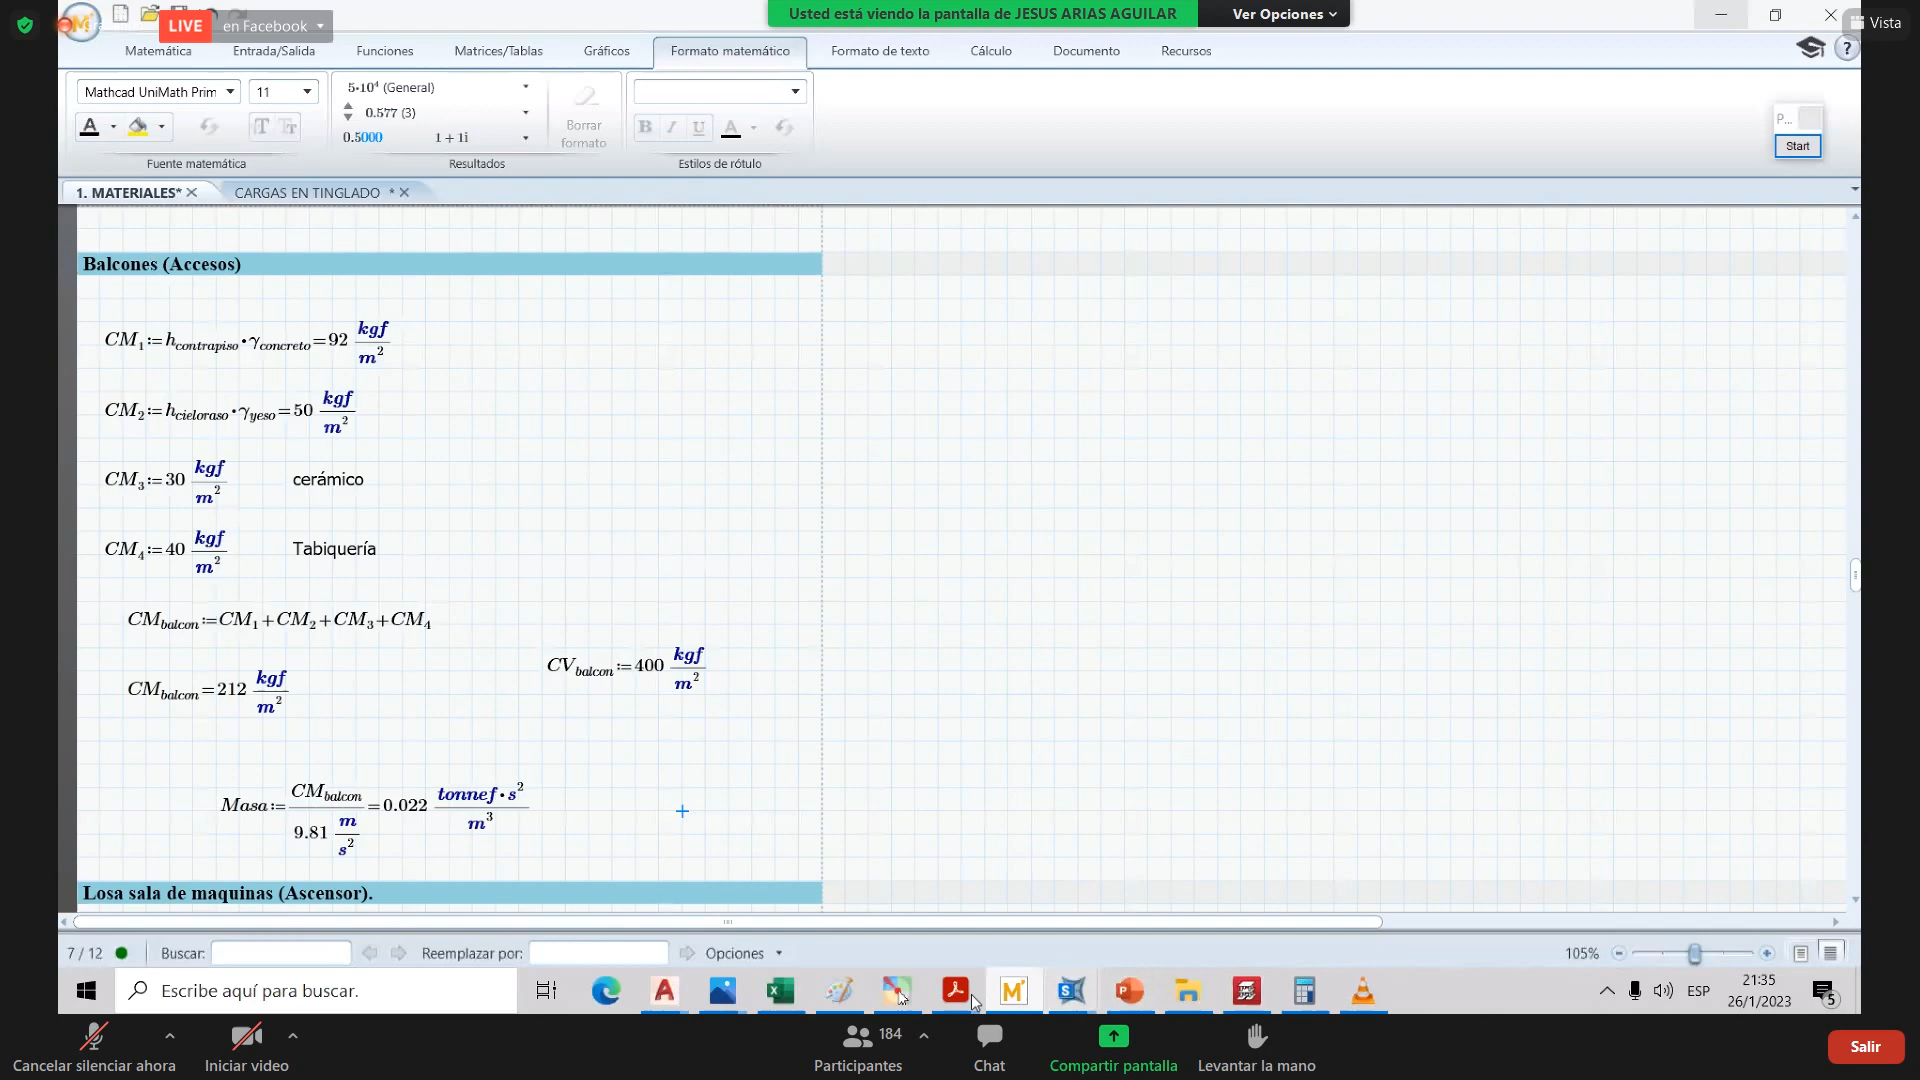 LIVE en Facebook
Usted está viendo la pantalla de JESUS ARIAS AGUILAR
Ver Opciones
Vista
Matemática Entrada/Salida Funciones Matrices/Tablas Gráficos Formato matemático Formato de texto Cálculo Documento Recursos
?
Mathcad UniMath Prim 11
5•10⁴ (General)
0.577 (3)
0.5000 1 + 1i
Borrar
formato
A
B I U A
Fuente matemática Resultados Estilos de rótulo
P...
Start
1. MATERIALES* CARGAS EN TINGLADO *
Balcones (Accesos)
CM₁:=h_contrapiso•γ_concreto=92 kgf/m²
CM₂:=h_cieloraso•γ_yeso=50 kgf/m²
CM₃:=30 kgf/m² cerámico
CM₄:=40 kgf/m² Tabiquería
CM_balcon:=CM₁+CM₂+CM₃+CM₄
CV_balcon:=400 kgf/m²
CM_balcon=212 kgf/m²
Masa:=CM_balcon/(9.81 m/s²)=0.022 tonnef•s²/m³
Losa sala de maquinas (Ascensor).
7 / 12 Buscar: Reemplazar por: Opciones 105%
Escribe aquí para buscar.
ESP
21:35
26/1/2023
5
Cancelar silenciar ahora
Iniciar video
184
Participantes
Chat
Compartir pantalla
Levantar la mano
Salir